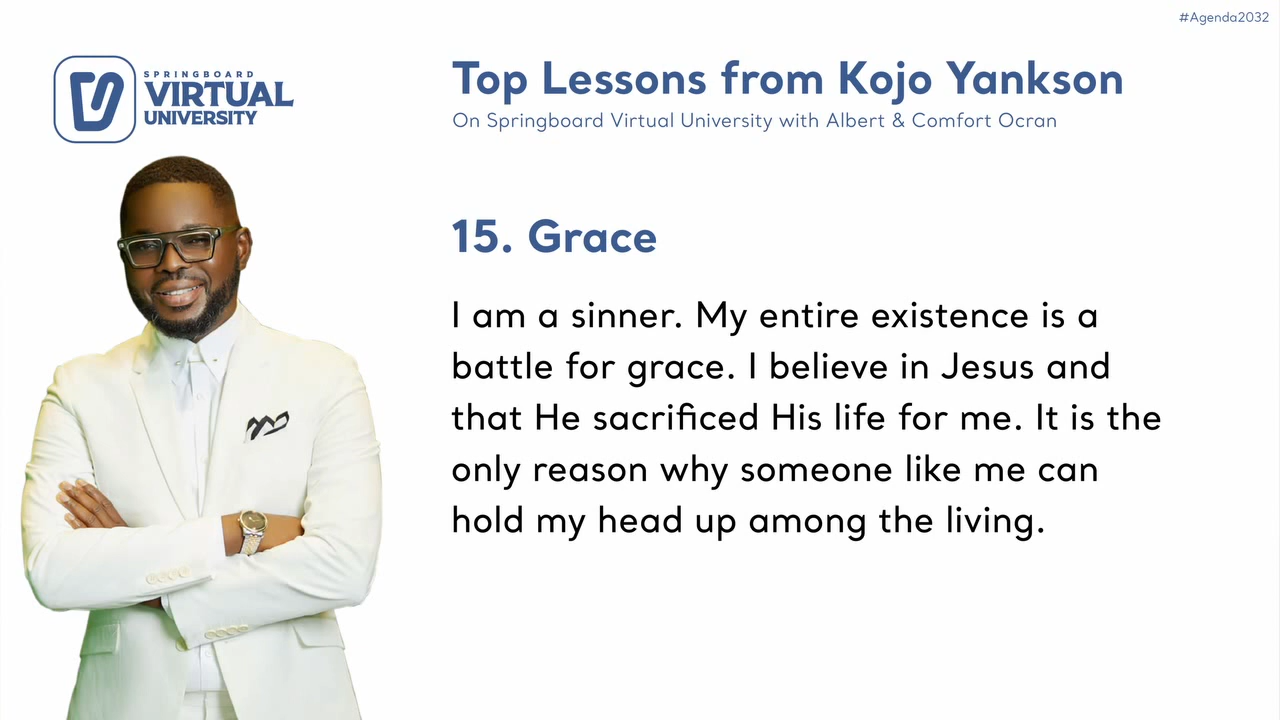 #Agenda2032
SPRINGBOARD
VIRTUAL
UNIVERSITY
Top Lessons from Kojo Yankson
On Springboard Virtual University with Albert & Comfort Ocran
15. Grace
I am a sinner. My entire existence is a
battle for grace. I believe in Jesus and
that He sacrificed His life for me. It is the
only reason why someone like me can
hold my head up among the living.